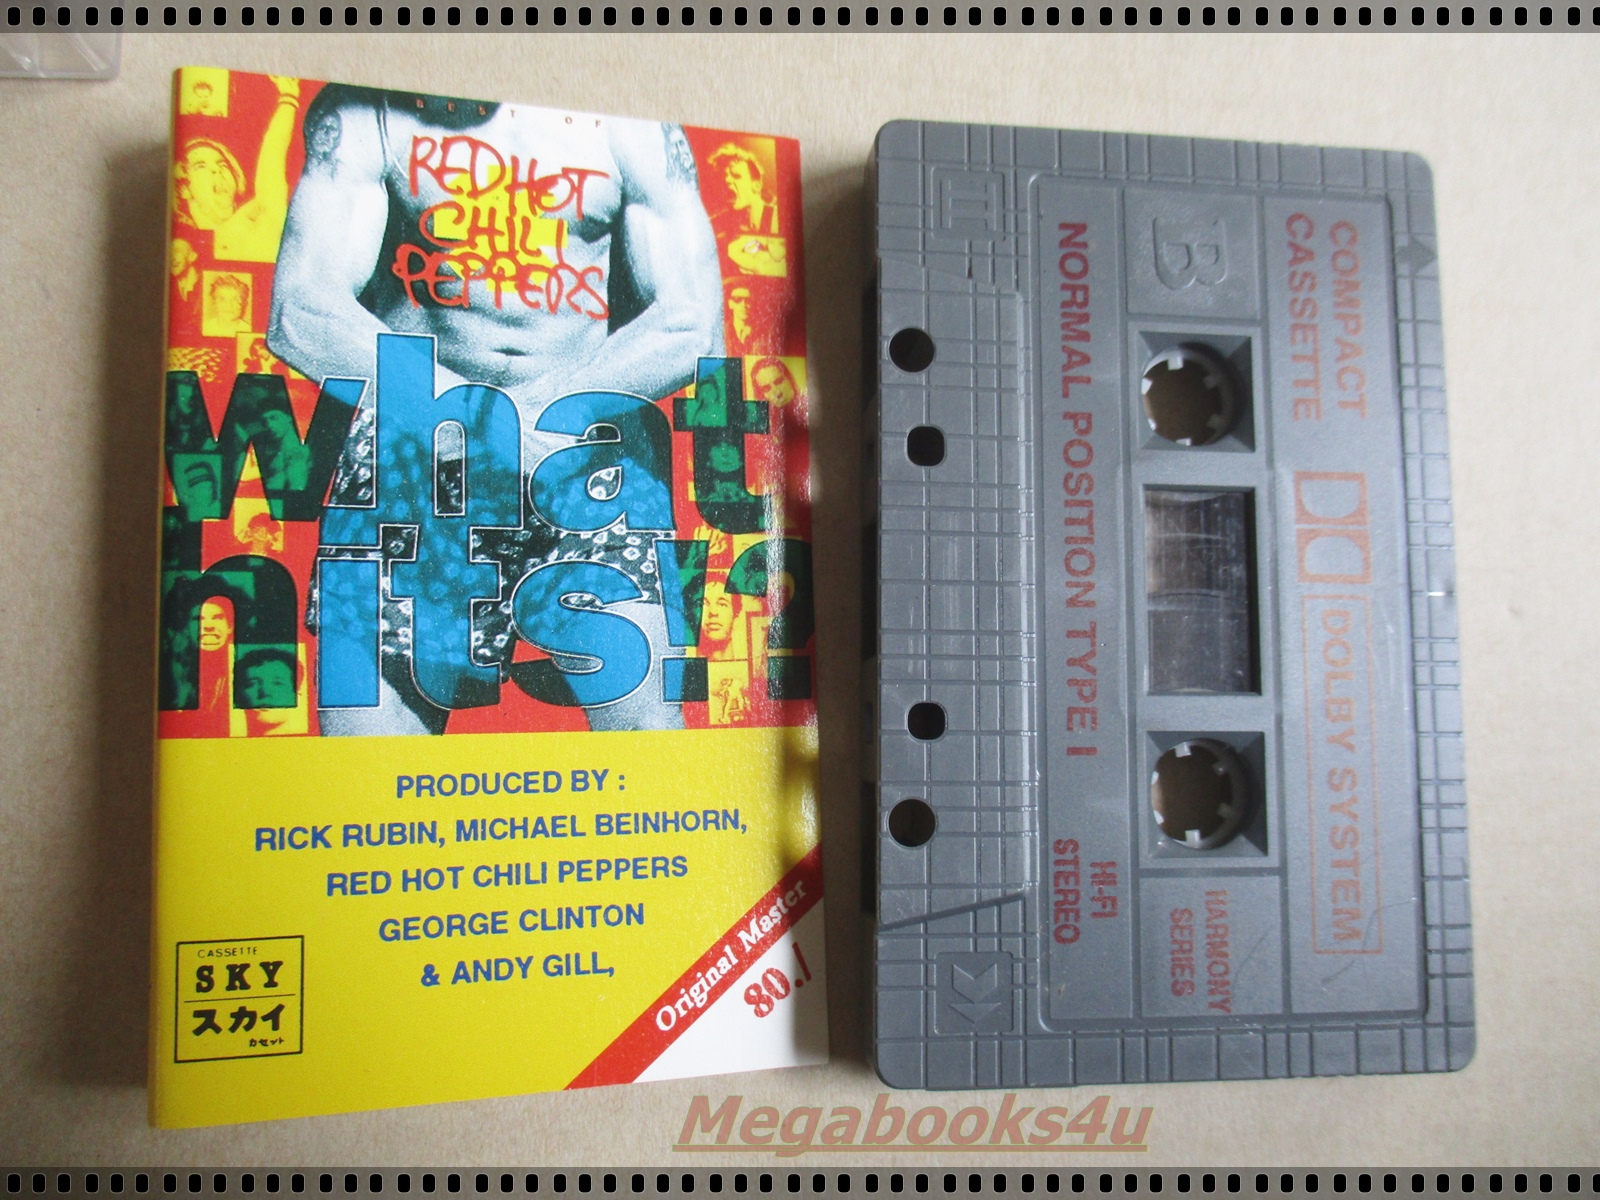 BEST OF
RED HOT
CHILI
PEPPERS
what
hits!?
PRODUCED BY :
RICK RUBIN, MICHAEL BEINHORN,
RED HOT CHILI PEPPERS
GEORGE CLINTON
& ANDY GILL,
CASSETTE
SKY
スカイ
カセット
Original Master
80.!
COMPACT
CASSETTE
DOLBY SYSTEM
B
NORMAL POSITION TYPE I
HI-FI
STEREO
HARMONY
SERIES
Megabooks4u